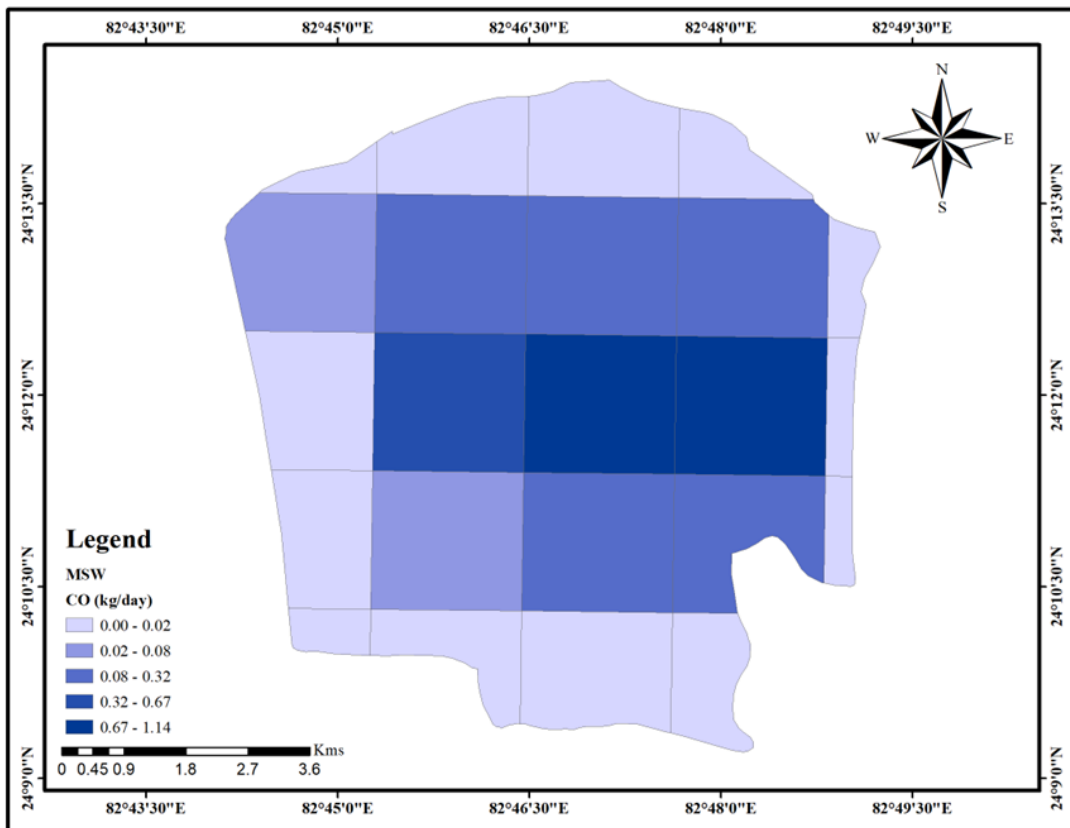 82°43'30"E 82°45'0"E 82°46'30"E 82°48'0"E 82°49'30"E
N
W E
S
24°13'30"N 24°13'30"N
24°12'0"N 24°12'0"N
24°10'30"N 24°10'30"N
24°9'0"N 24°9'0"N
Legend
MSW
CO (kg/day)
0.00 - 0.02
0.02 - 0.08
0.08 - 0.32
0.32 - 0.67
0.67 - 1.14
Kms
0 0.45 0.9 1.8 2.7 3.6
82°43'30"E 82°45'0"E 82°46'30"E 82°48'0"E 82°49'30"E